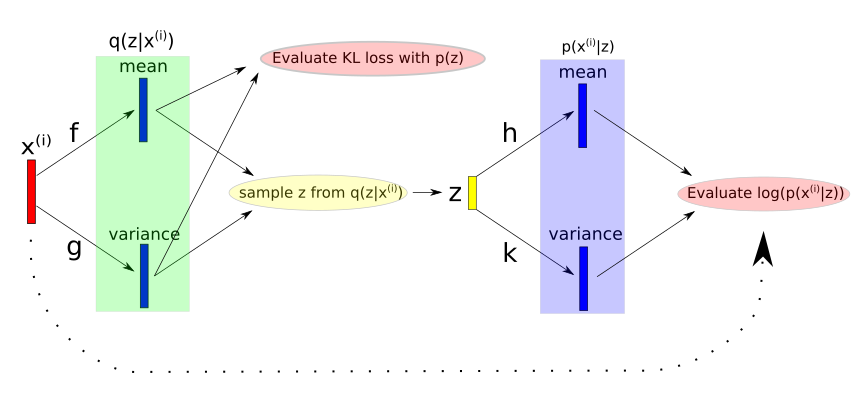 q(z|x⁽ⁱ⁾)
mean
Evaluate KL loss with p(z)
p(x⁽ⁱ⁾|z)
mean
f
h
x⁽ⁱ⁾
sample z from q(z|x⁽ⁱ⁾)
z
Evaluate log(p(x⁽ⁱ⁾|z))
g
variance
k
variance